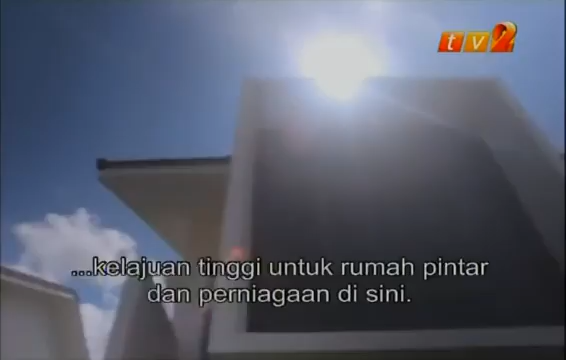 tv2
...kelajuan tinggi untuk rumah pintar
dan perniagaan di sini.